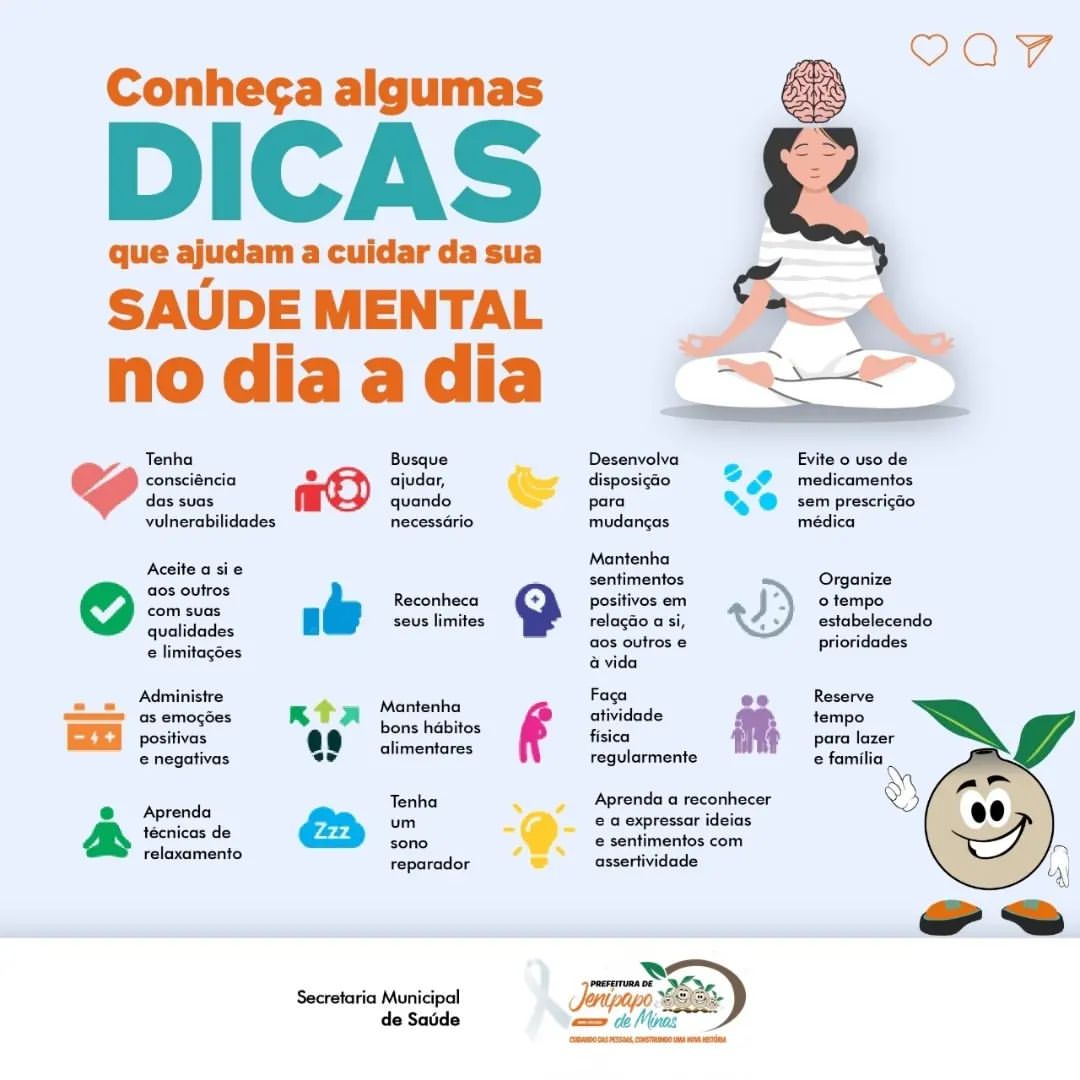 Conheça algumas
DICAS
que ajudam a cuidar da sua
SAÚDE MENTAL
no dia a dia
Tenha
consciência
das suas
vulnerabilidades
Busque
ajudar,
quando
necessário
Desenvolva
disposição
para
mudanças
Evite o uso de
medicamentos
sem prescrição
médica
Aceite a si e
aos outros
com suas
qualidades
e limitações
Reconheca
seus limites
Mantenha
sentimentos
positivos em
relação a si,
aos outros e
à vida
Organize
o tempo
estabelecendo
prioridades
Administre
as emoções
positivas
e negativas
Mantenha
bons hábitos
alimentares
Faça
atividade
física
regularmente
Reserve
tempo
para lazer
e família
Aprenda
técnicas de
relaxamento
Zzz
Tenha
um
sono
reparador
Aprenda a reconhecer
e a expressar ideias
e sentimentos com
assertividade
Secretaria Municipal
de Saúde
PREFEITURA DE
Jenipapo
de Minas
CUIDANDO DAS PESSOAS, CONSTRUINDO UMA NOVA HISTÓRIA